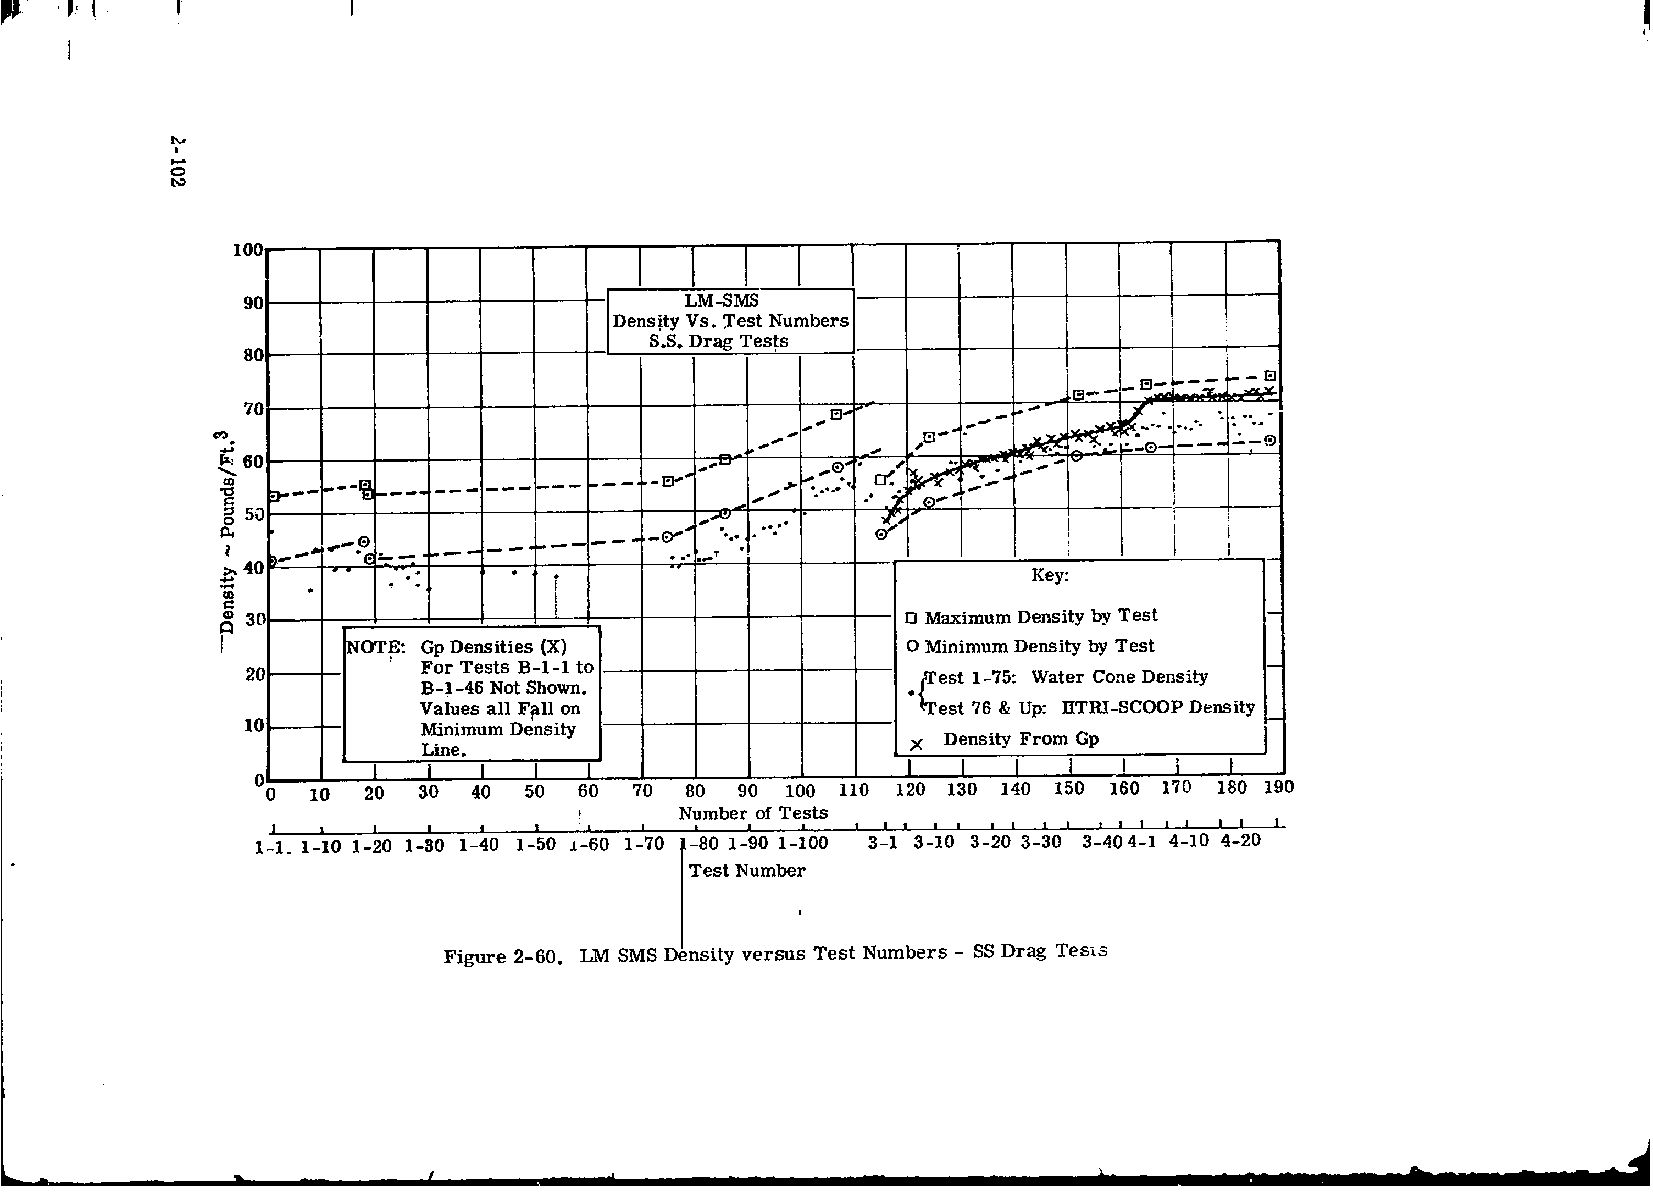 2-102
100
90
80
70
60
50
40
30
20
10
0
Density ~ Pounds/Ft.3
LM-SMS
Density Vs. Test Numbers
S.S. Drag Tests
NOTE: Gp Densities (X)
For Tests B-1-1 to
B-1-46 Not Shown.
Values all Fall on
Minimum Density
Line.
Key:
Maximum Density by Test
Minimum Density by Test
Test 1-75: Water Cone Density
Test 76 & Up: IITRI-SCOOP Density
X Density From Gp
0 10 20 30 40 50 60 70 80 90 100 110 120 130 140 150 160 170 180 190
Number of Tests
1-1. 1-10 1-20 1-30 1-40 1-50 1-60 1-70 1-80 1-90 1-100 3-1 3-10 3-20 3-30 3-40 4-1 4-10 4-20
Test Number
Figure 2-60. LM SMS Density versus Test Numbers - SS Drag Tests